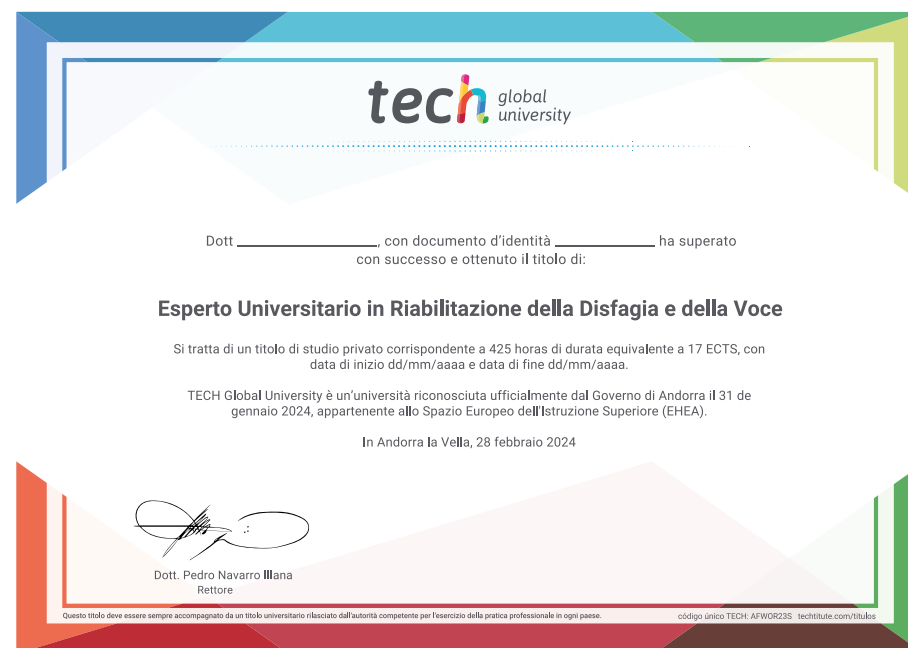 tech global university
Dott ____________________, con documento d'identità ______________ ha superato
con successo e ottenuto il titolo di:
Esperto Universitario in Riabilitazione della Disfagia e della Voce
Si tratta di un titolo di studio privato corrispondente a 425 horas di durata equivalente a 17 ECTS, con
data di inizio dd/mm/aaaa e data di fine dd/mm/aaaa.
TECH Global University è un'università riconosciuta ufficialmente dal Governo di Andorra il 31 de
gennaio 2024, appartenente allo Spazio Europeo dell'Istruzione Superiore (EHEA).
In Andorra la Vella, 28 febbraio 2024
Dott. Pedro Navarro Illana
Rettore
Questo titolo deve essere sempre accompagnato da un titolo universitario rilasciato dall'autorità competente per l'esercizio della pratica professionale in ogni paese.
código único TECH: AFWOR23S techtitute.com/titulos